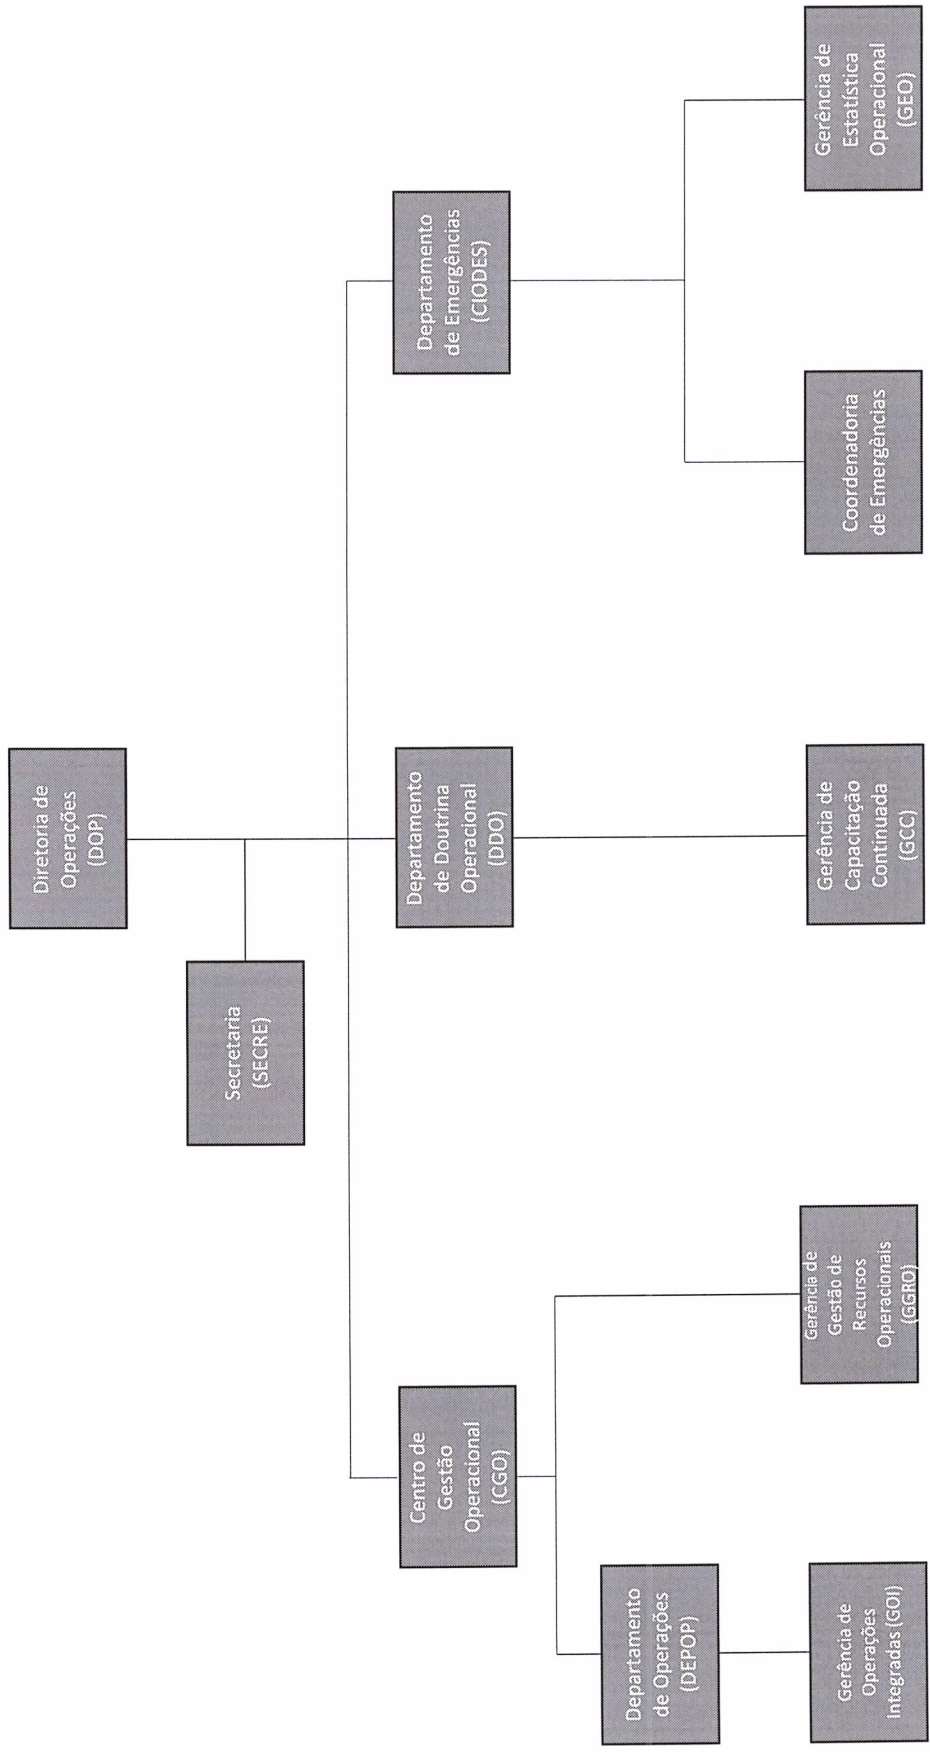 Diretoria de
Operações
(DOP)
Secretaria
(SECRE)
Centro de
Gestão
Operacional
(CGO)
Departamento
de Doutrina
Operacional
(DDO)
Departamento
de Emergências
(CIODES)
Departamento
de Operações
(DEPOP)
Gerência de
Operações
Integradas (GOI)
Gerência de
Gestão de
Recursos
Operacionais
(GGRO)
Gerência de
Capacitação
Continuada
(GCC)
Coordenadoria
de Emergências
Gerência de
Estatística
Operacional
(GEO)